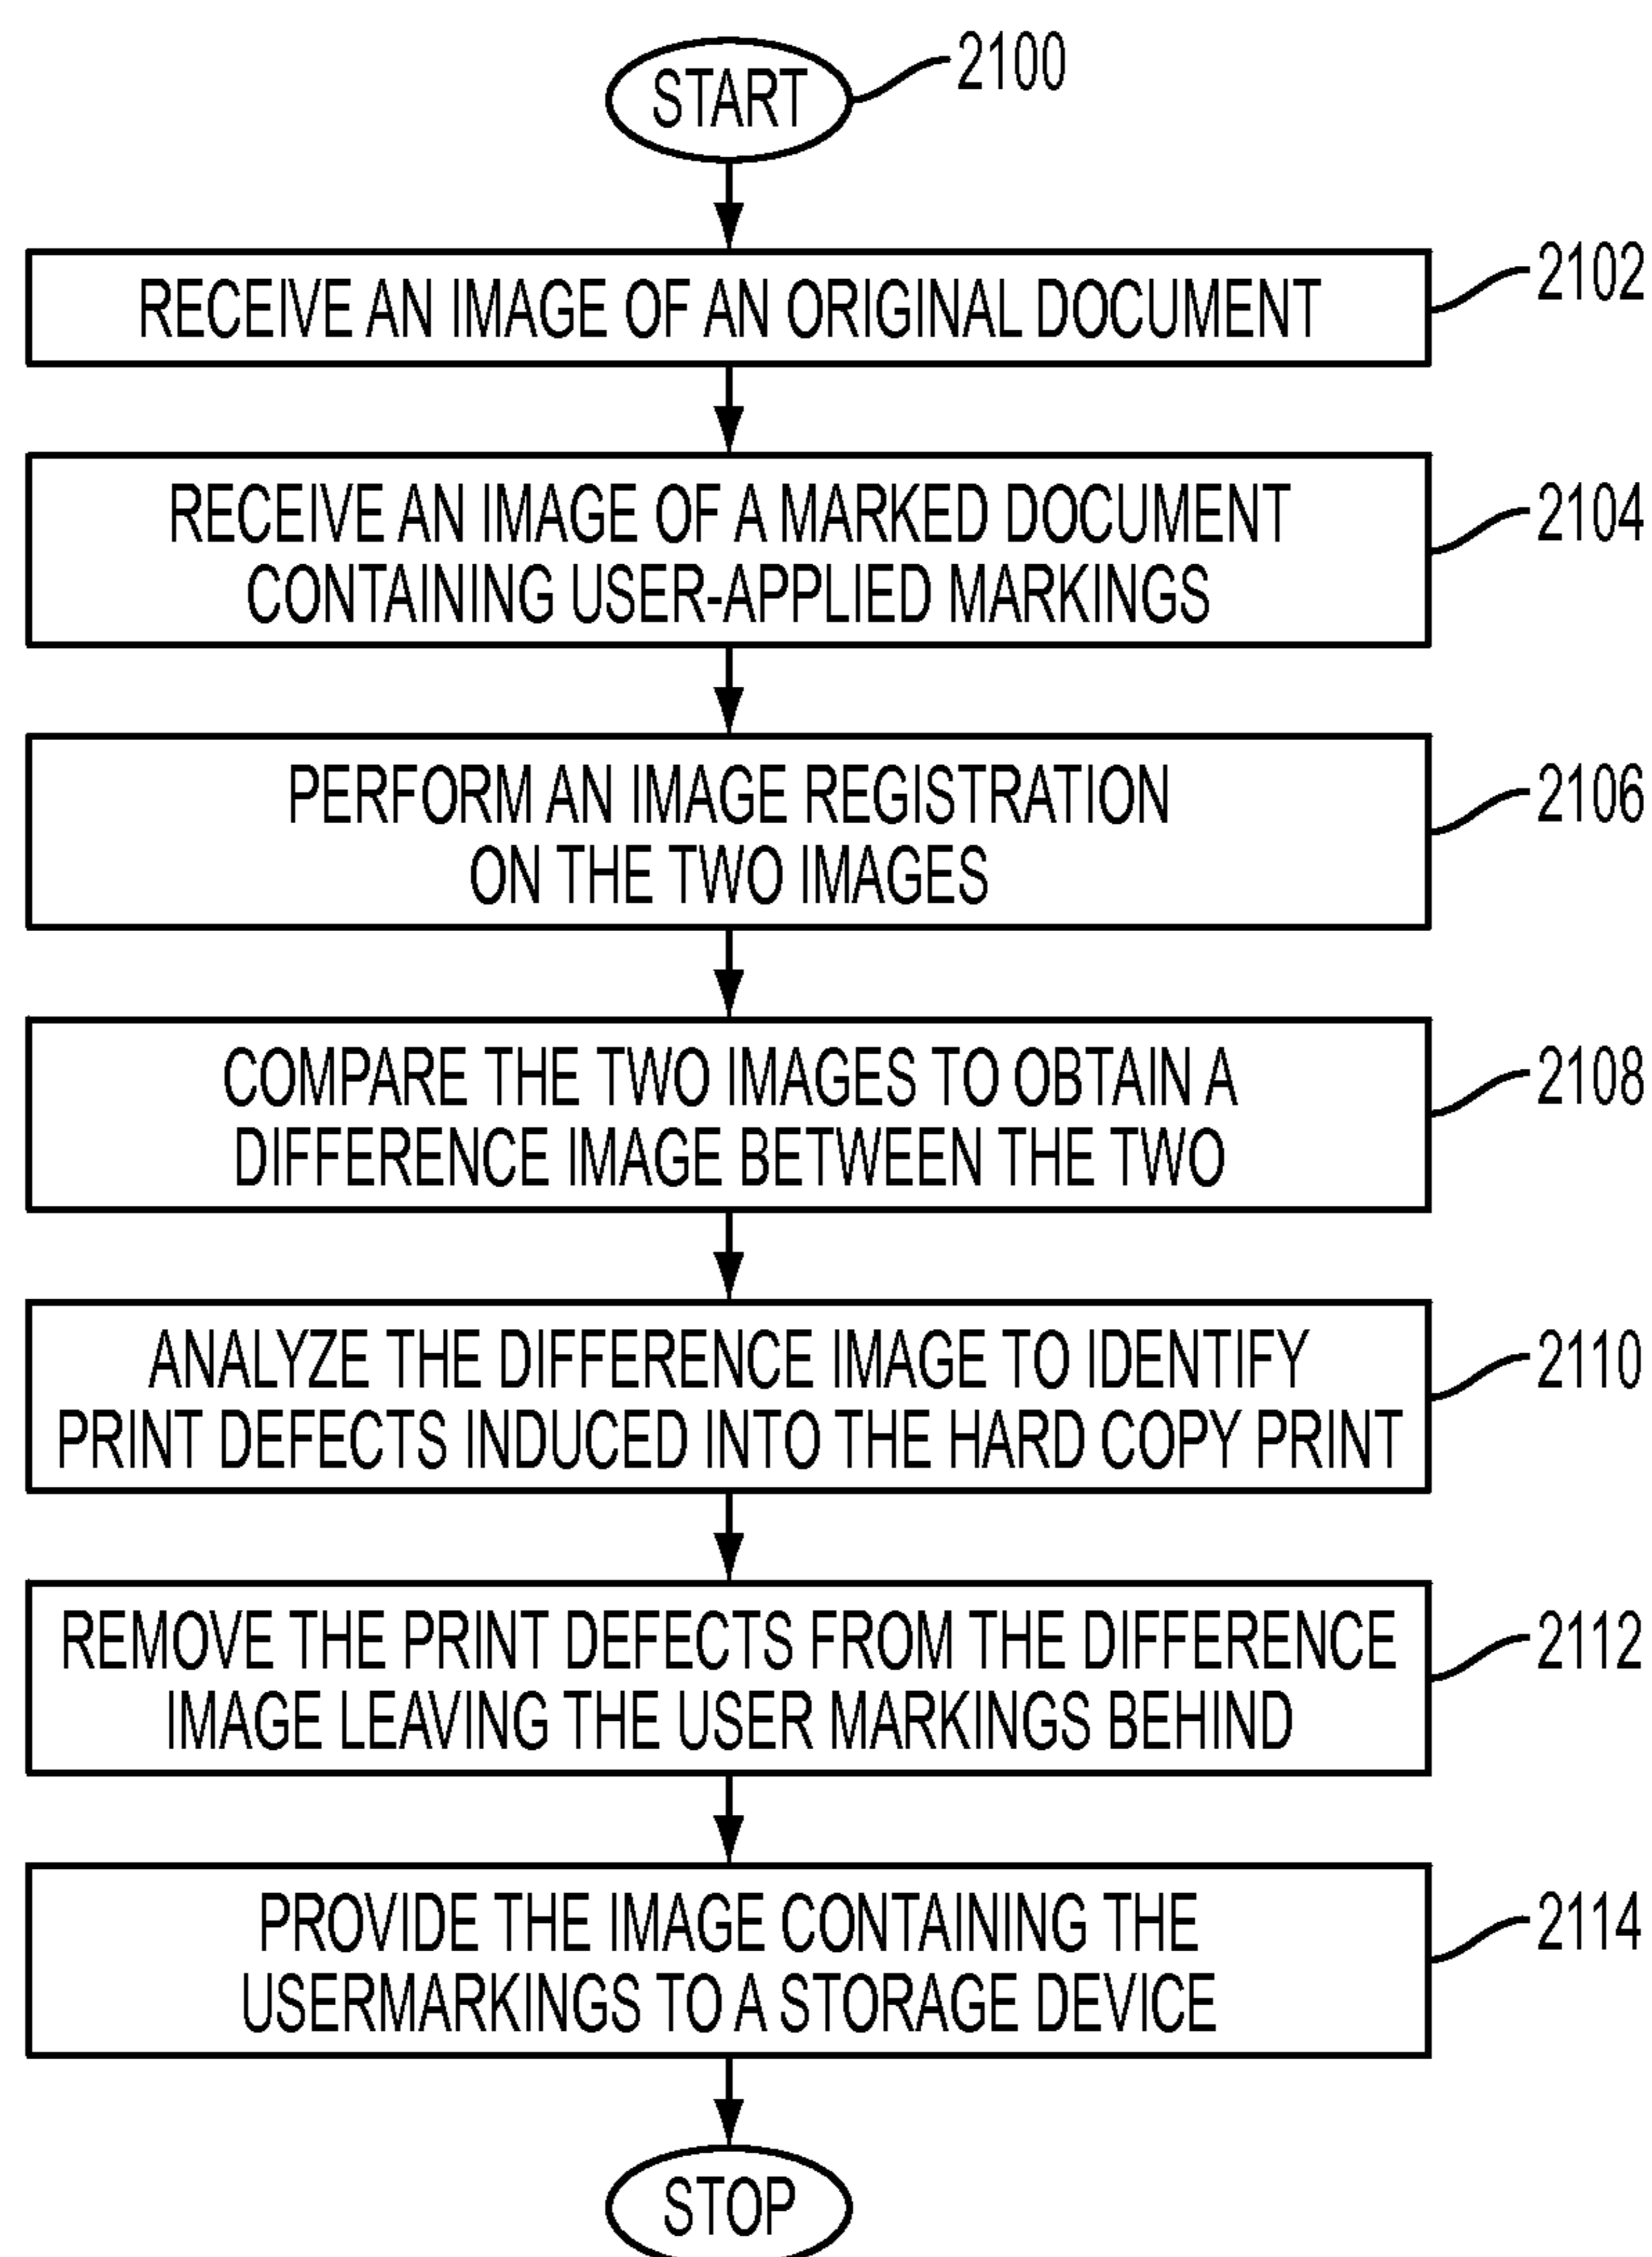 START
2100
RECEIVE AN IMAGE OF AN ORIGINAL DOCUMENT
2102
RECEIVE AN IMAGE OF A MARKED DOCUMENT
CONTAINING USER-APPLIED MARKINGS
2104
PERFORM AN IMAGE REGISTRATION
ON THE TWO IMAGES
2106
COMPARE THE TWO IMAGES TO OBTAIN A
DIFFERENCE IMAGE BETWEEN THE TWO
2108
ANALYZE THE DIFFERENCE IMAGE TO IDENTIFY
PRINT DEFECTS INDUCED INTO THE HARD COPY PRINT
2110
REMOVE THE PRINT DEFECTS FROM THE DIFFERENCE
IMAGE LEAVING THE USER MARKINGS BEHIND
2112
PROVIDE THE IMAGE CONTAINING THE
USERMARKINGS TO A STORAGE DEVICE
2114
STOP